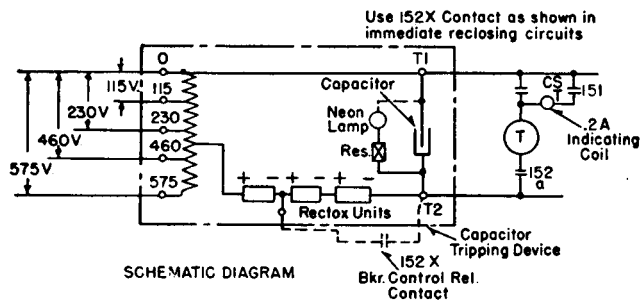 Use 152X Contact as shown in
immediate reclosing circuits
0
T1
115V
115
Capacitor
CS
T
151
230V
230
Neon
Lamp
460V
460
Res.
T
.2A
Indicating
Coil
575V
575
+ - + - + -
152
a
Rectox Units
T2
Capacitor
Tripping Device
152 X
Bkr. Control Rel.
Contact
SCHEMATIC DIAGRAM